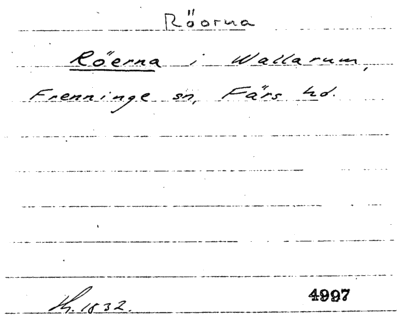 Röorna
Röerna i Wallarum,
Frenninge sn, Färs hd.
1832.
4997